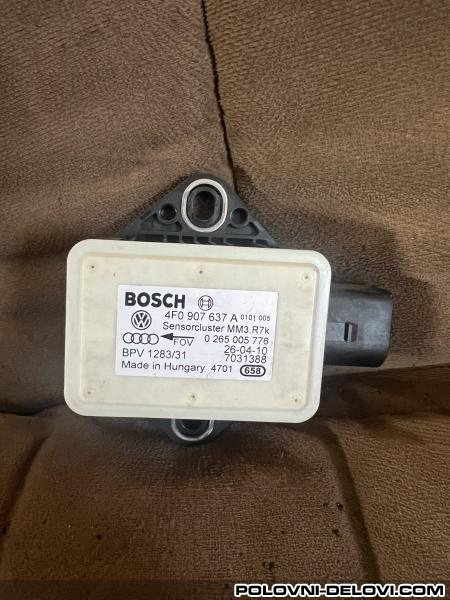 BOSCH
4F0 907 637 A 0101 005
Sensorcluster MM3.R7k
FOV 0 265 005 776
26-04-10
BPV 1283/31 7031388
Made in Hungary 4701 658
POLOVNI-DELOVI.COM